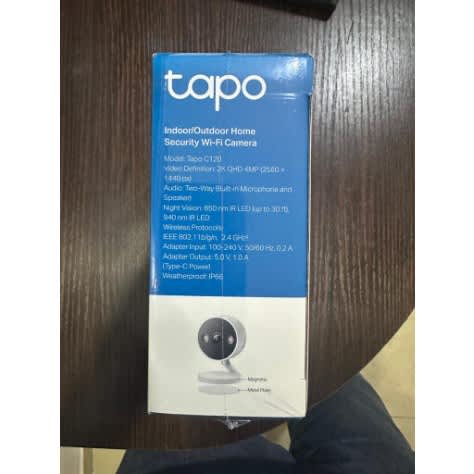 tapo
Indoor/Outdoor Home
Security Wi-Fi Camera
Model: Tapo C120
Video Definition: 2K QHD 4MP (2560 ×
1440 px)
Audio: Two-Way (Built-in Microphone and
Speaker)
Night Vision: 850 nm IR LED (up to 30 ft),
940 nm IR LED
Wireless Protocols:
IEEE 802.11b/g/n, 2.4 GHz
Adapter Input: 100-240 V, 50/60 Hz, 0.2 A
Adapter Output: 5.0 V, 1.0 A
(Type-C Power)
Weatherproof: IP66
Magnetic
Metal Plate